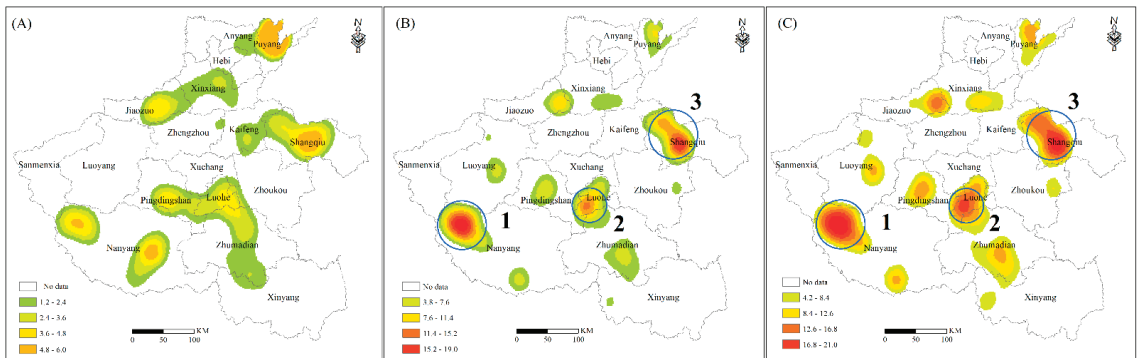 (A)
N
Anyang
Puyang
Hebi
Xinxiang
Jiaozuo
Zhengzhou
Kaifeng
Shangqiu
Sanmenxia
Luoyang
Xuchang
Zhoukou
Pingdingshan
Luohe
Nanyang
Zhumadian
Xinyang
No data
1.2 - 2.4
2.4 - 3.6
3.6 - 4.8
4.8 - 6.0
0 50 100
KM
(B)
N
Anyang
Puyang
Hebi
Xinxiang
3
Jiaozuo
Zhengzhou
Kaifeng
Shangqiu
Sanmenxia
Luoyang
Xuchang
Zhoukou
Pingdingshan
Luohe
1
2
Nanyang
Zhumadian
Xinyang
No data
3.8 - 7.6
7.6 - 11.4
11.4 - 15.2
15.2 - 19.0
0 50 100
KM
(C)
N
Anyang
Puyang
Hebi
Xinxiang
3
Jiaozuo
Zhengzhou
Kaifeng
Shangqiu
Sanmenxia
Luoyang
Xuchang
Zhoukou
Pingdingshan
Luohe
1
2
Nanyang
Zhumadian
Xinyang
No data
4.2 - 8.4
8.4 - 12.6
12.6 - 16.8
16.8 - 21.0
0 50 100
KM